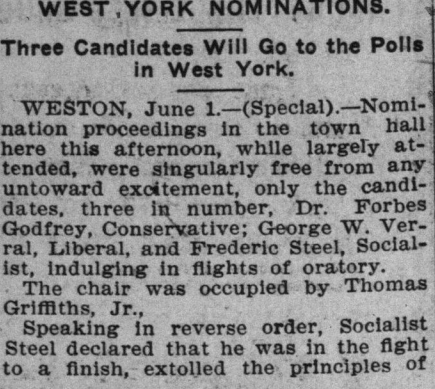 WEST YORK NOMINATIONS.
Three Candidates Will Go to the Polls
in West York.
WESTON, June 1.—(Special).—Nomi-
nation proceedings in the town hall
here this afternoon, while largely at-
tended, were singularly free from any
untoward excitement, only the candi-
dates, three in number, Dr. Forbes
Godfrey, Conservative; George W. Ver-
ral, Liberal, and Frederic Steel, Social-
ist, indulging in flights of oratory.
The chair was occupied by Thomas
Griffiths, Jr.,
Speaking in reverse order, Socialist
Steel declared that he was in the fight
to a finish, extolled the principles of